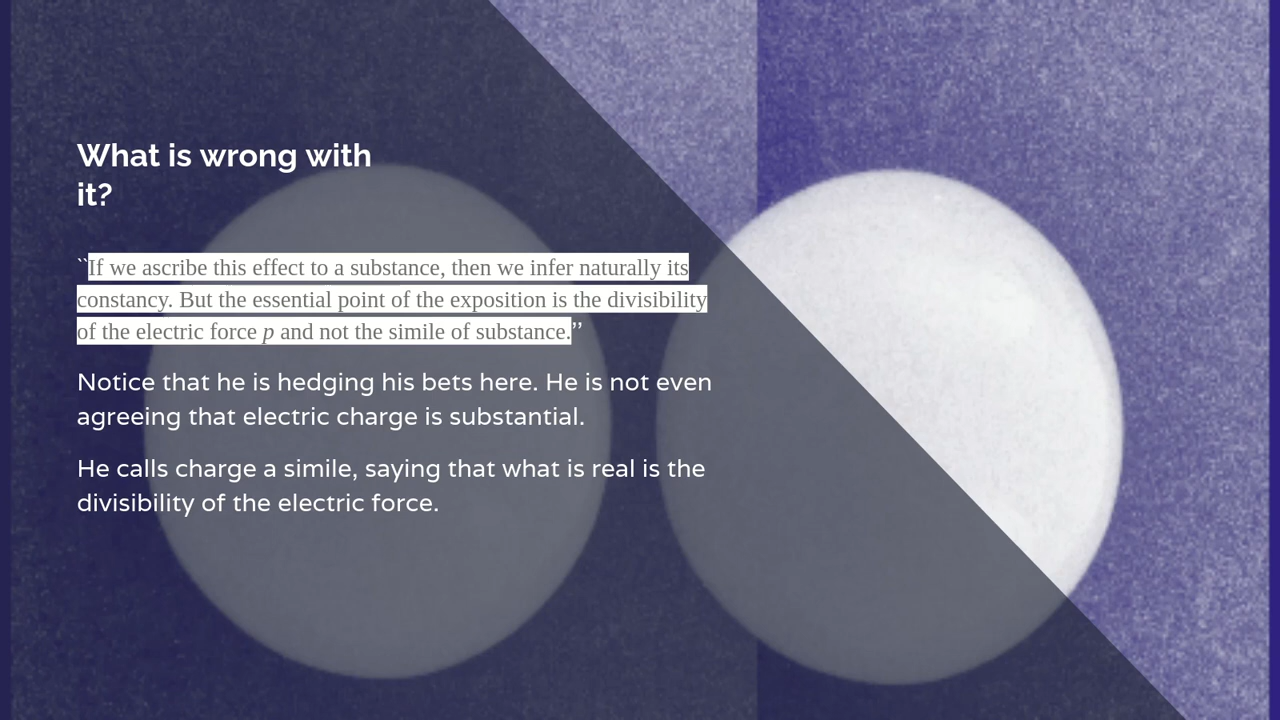 What is wrong with
it?
``If we ascribe this effect to a substance, then we infer naturally its
constancy. But the essential point of the exposition is the divisibility
of the electric force p and not the simile of substance.’’
Notice that he is hedging his bets here. He is not even
agreeing that electric charge is substantial.
He calls charge a simile, saying that what is real is the
divisibility of the electric force.